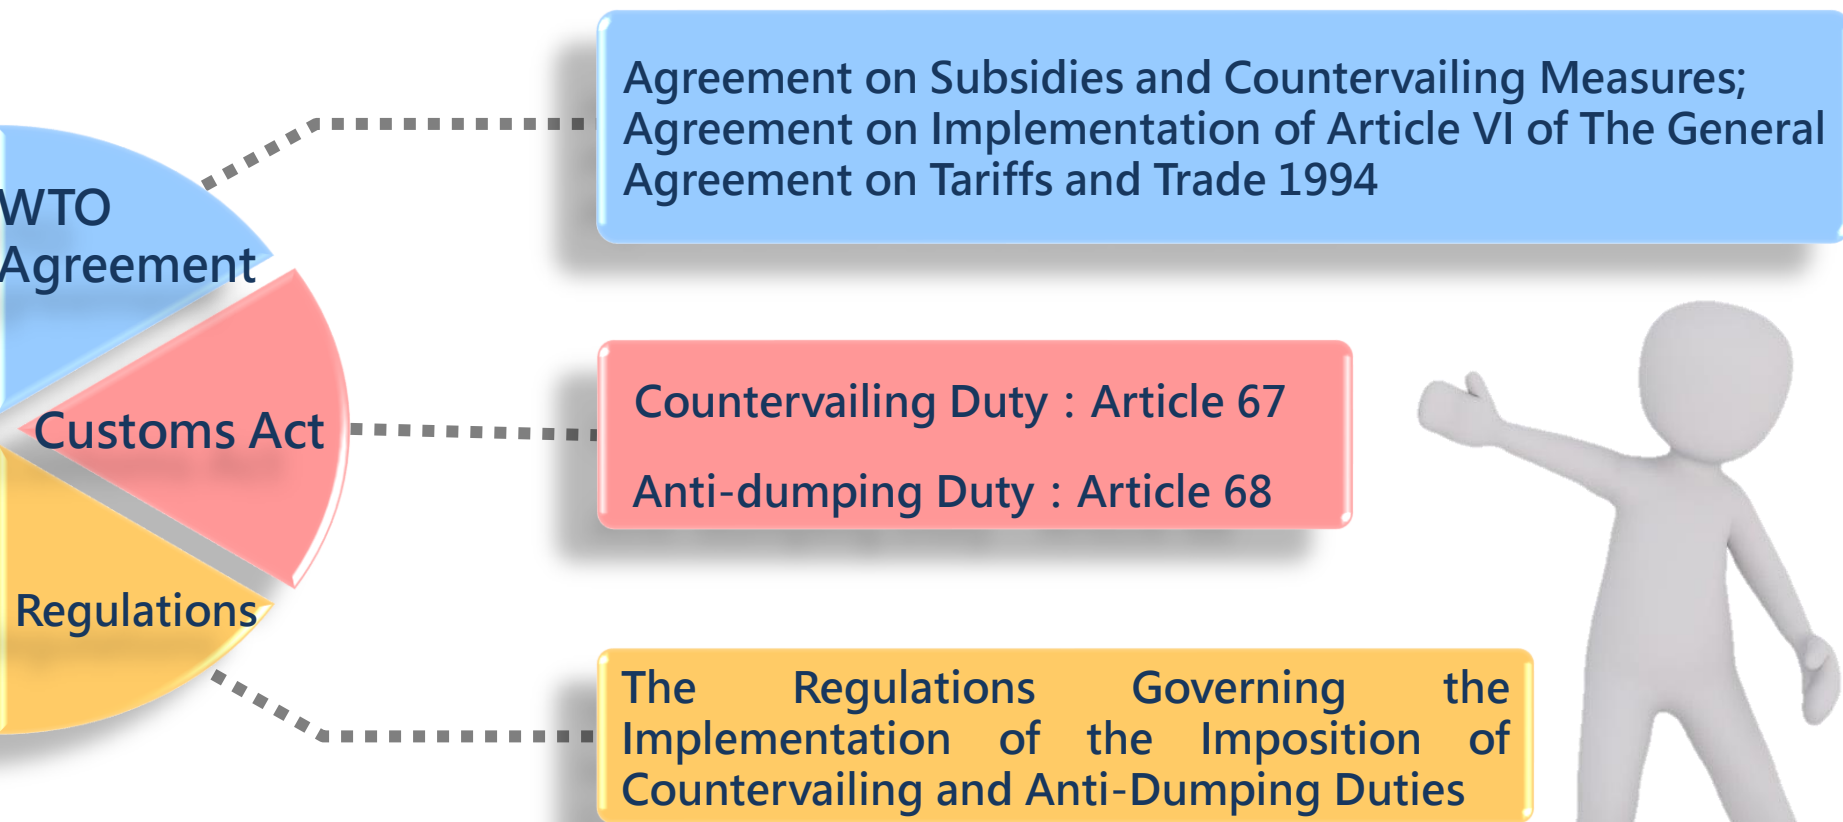 WTO
Agreement
Agreement on Subsidies and Countervailing Measures;
Agreement on Implementation of Article VI of The General
Agreement on Tariffs and Trade 1994
Customs Act
Countervailing Duty：Article 67
Anti-dumping Duty：Article 68
Regulations
The Regulations Governing the
Implementation of the Imposition of
Countervailing and Anti-Dumping Duties